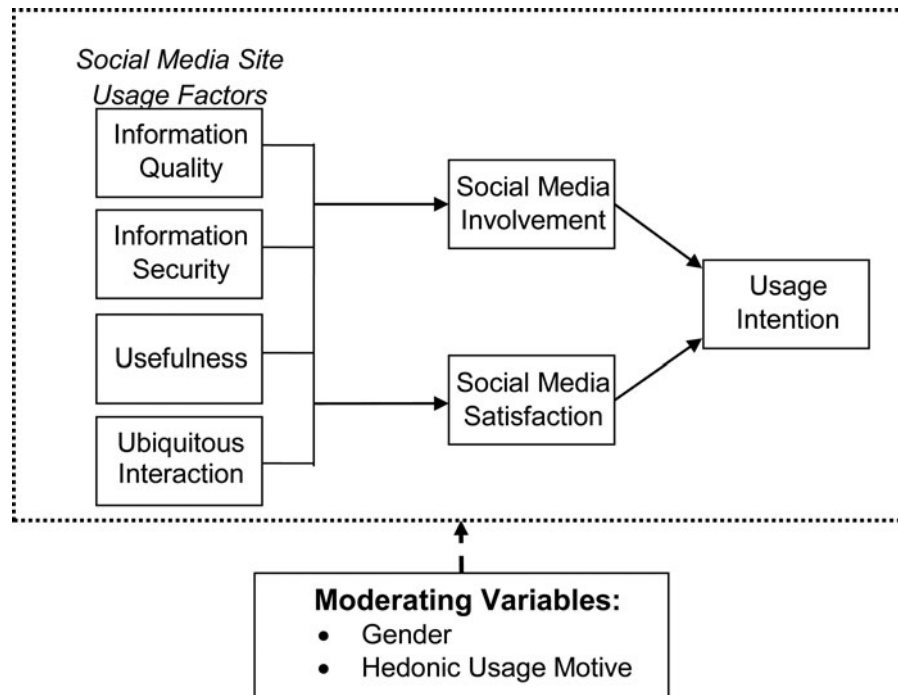 Social Media Site
Usage Factors
Information
Quality
Information
Security
Usefulness
Ubiquitous
Interaction
Social Media
Involvement
Social Media
Satisfaction
Usage
Intention
Moderating Variables:
• Gender
• Hedonic Usage Motive